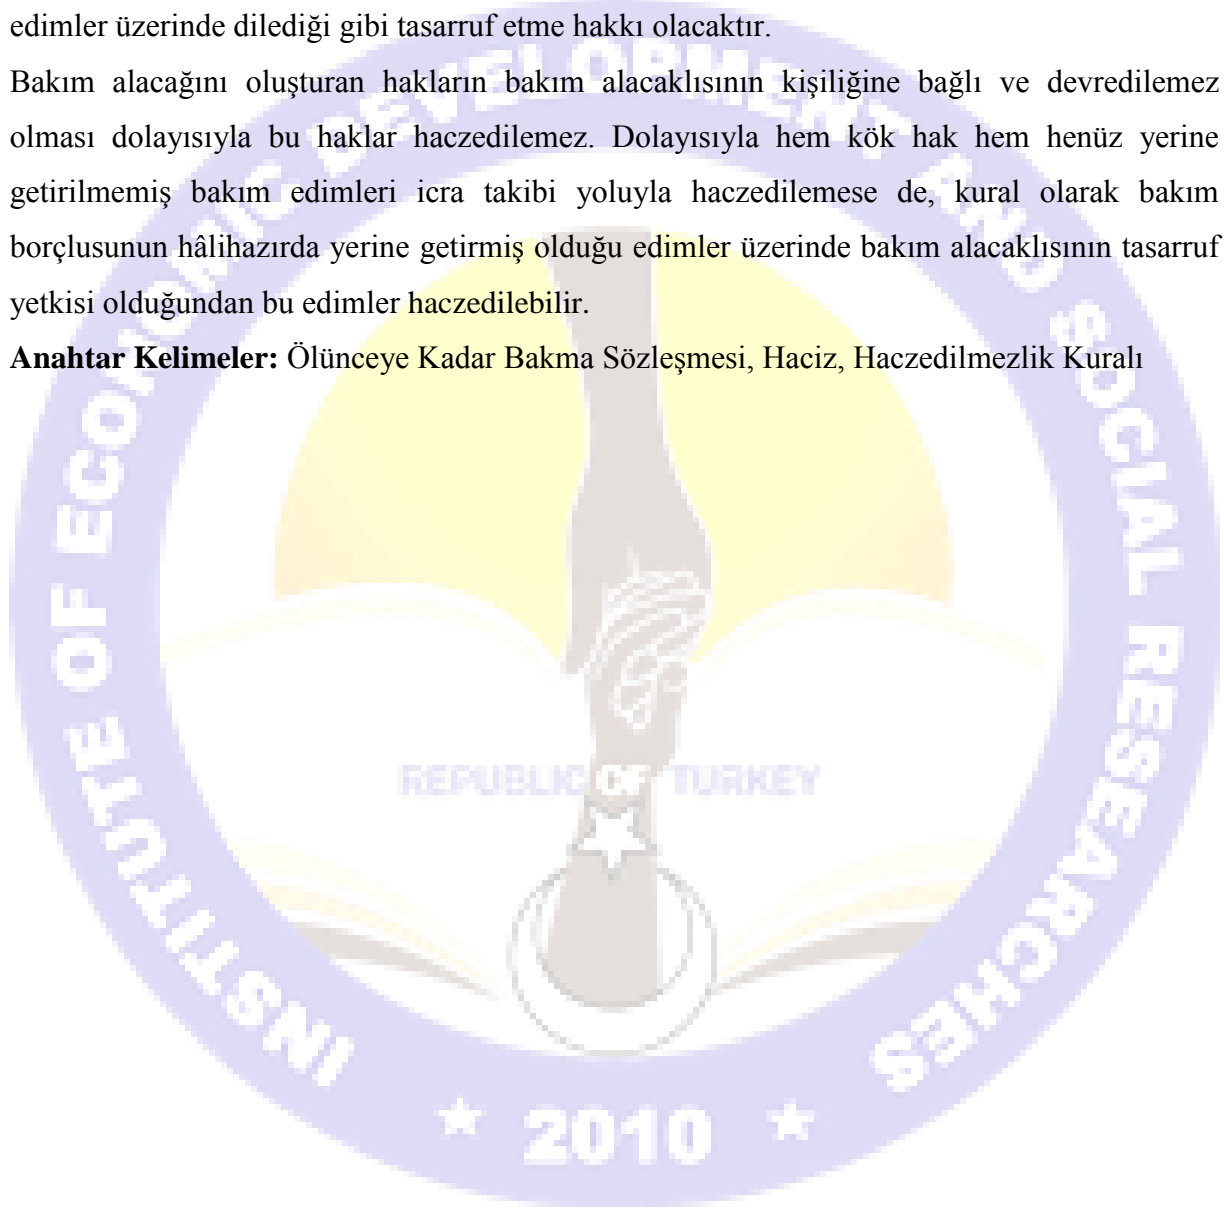 edimler üzerinde dilediği gibi tasarruf etme hakkı olacaktır.
Bakım alacağını oluşturan hakların bakım alacaklısının kişiliğine bağlı ve devredilemez
olması dolayısıyla bu haklar haczedilemez. Dolayısıyla hem kök hak hem henüz yerine
getirilmemiş bakım edimleri icra takibi yoluyla haczedilemese de, kural olarak bakım
borçlusunun hâlihazırda yerine getirmiş olduğu edimler üzerinde bakım alacaklısının tasarruf
yetkisi olduğundan bu edimler haczedilebilir.
Anahtar Kelimeler: Ölünceye Kadar Bakma Sözleşmesi, Haciz, Haczedilmezlik Kuralı
INSTITUTE OF ECONOMIC DEVELOPMENT AND SOCIAL RESEARCHES
REPUBLIC OF TURKEY
★ 2010 ★